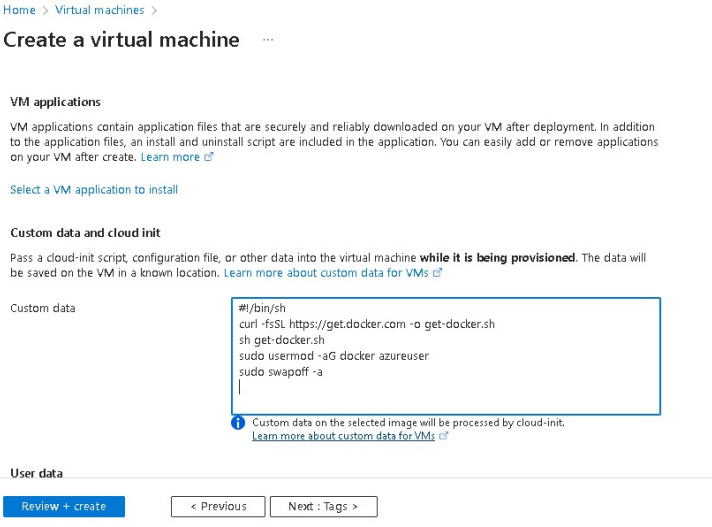 Home > Virtual machines >
Create a virtual machine ...
VM applications
VM applications contain application files that are securely and reliably downloaded on your VM after deployment. In addition
to the application files, an install and uninstall script are included in the application. You can easily add or remove applications
on your VM after create. Learn more
Select a VM application to install
Custom data and cloud init
Pass a cloud-init script, configuration file, or other data into the virtual machine while it is being provisioned. The data will
be saved on the VM in a known location. Learn more about custom data for VMs
Custom data
#!/bin/sh
curl -fsSL https://get.docker.com -o get-docker.sh
sh get-docker.sh
sudo usermod -aG docker azureuser
sudo swapoff -a
Custom data on the selected image will be processed by cloud-init.
Learn more about custom data for VMs
User data
Review + create
< Previous
Next : Tags >